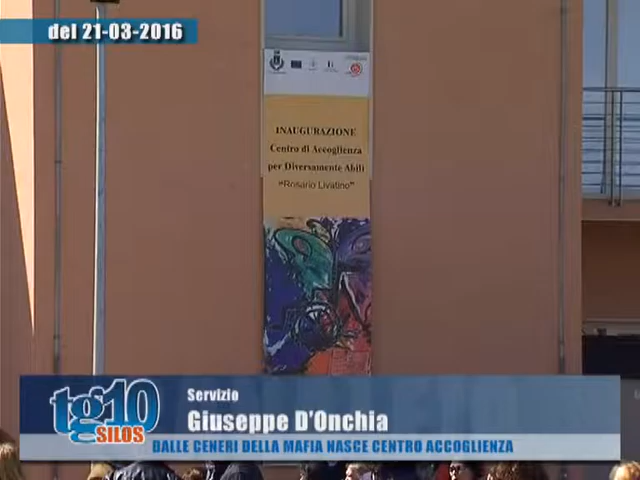 del 21-03-2016
INAUGURAZIONE
Centro di Accoglienza
per Diversamente Abili
"Rosario Livatino"
Servizio
Giuseppe D'Onchia
tg10
SILOS
DALLE CENERI DELLA MAFIA NASCE CENTRO ACCOGLIENZA